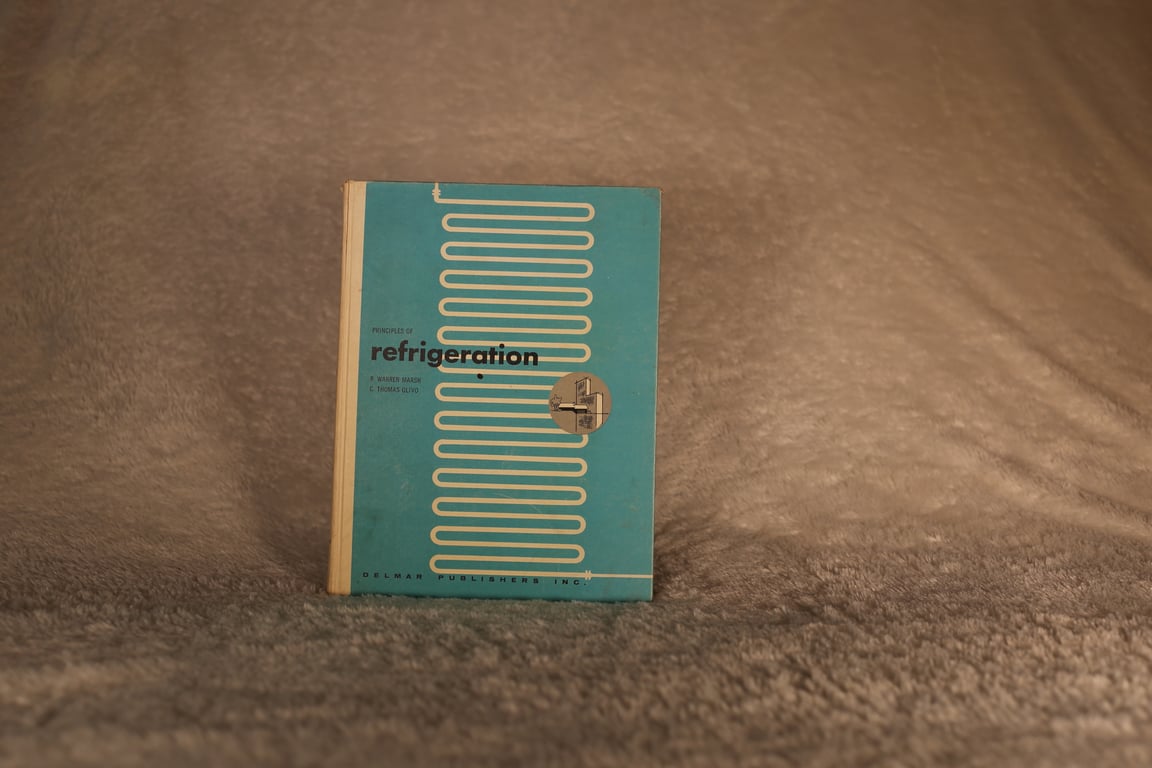 PRINCIPLES OF
refrigeration
R. WARREN MARSH
C. THOMAS OLIVO
DELMAR PUBLISHERS INC.